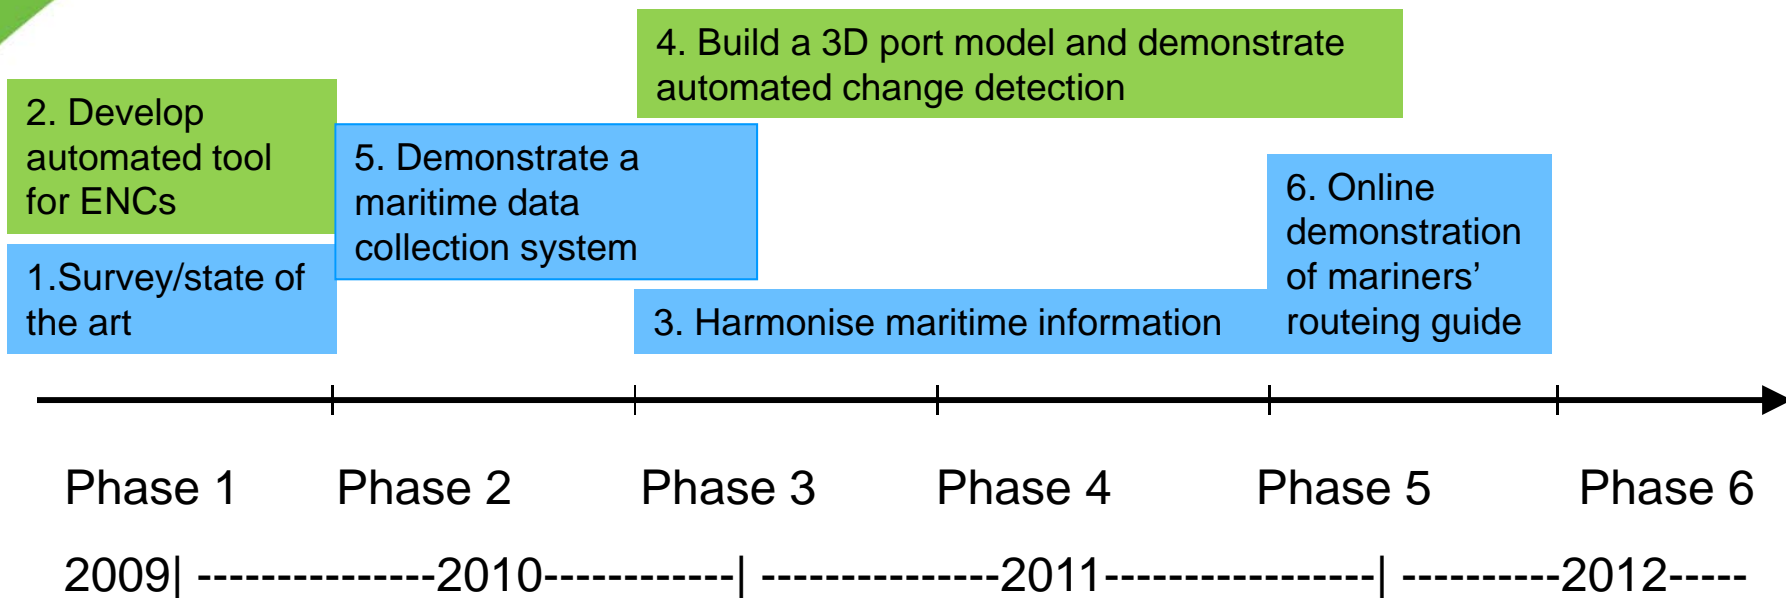 4. Build a 3D port model and demonstrate
automated change detection
2. Develop
automated tool
for ENCs
5. Demonstrate a
maritime data
collection system
6. Online
demonstration
of mariners’
routeing guide
1.Survey/state of
the art
3. Harmonise maritime information
Phase 1 Phase 2 Phase 3 Phase 4 Phase 5 Phase 6
2009| ---------------2010------------| ---------------2011-----------------| ----------2012-----